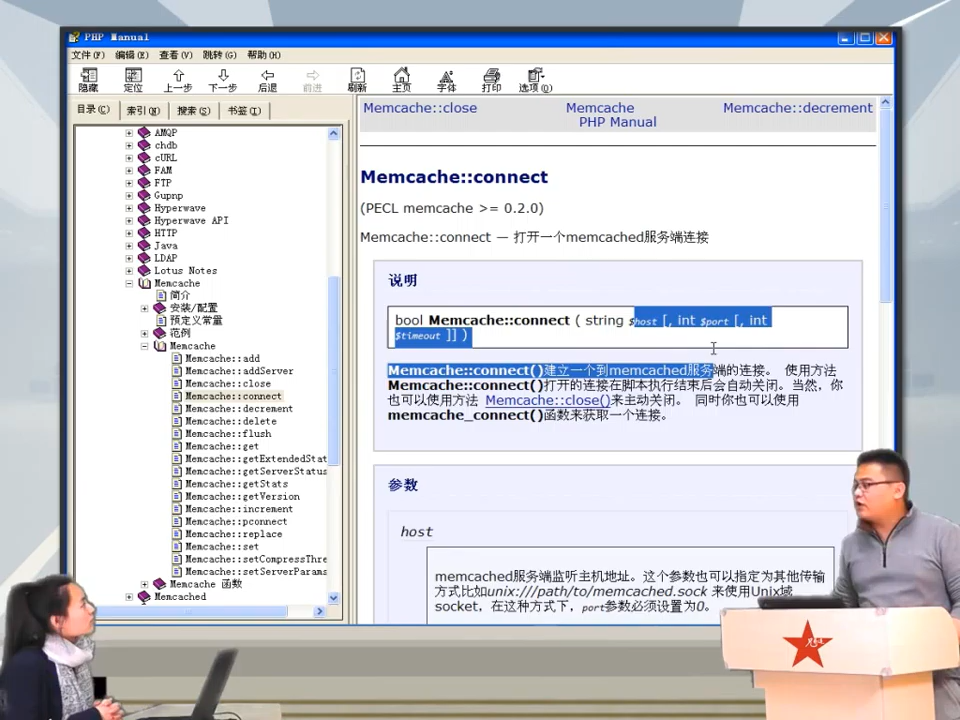 PHP Manual
文件(F) 编辑(E) 查看(V) 跳转(G) 帮助(H)
隐藏 定位 上一步 下一步 后退 前进 刷新 主页 字体 打印 选项(O)
目录(C) 索引(N) 搜索(S) 书签(I)
AMQP
chdb
cURL
FAM
FTP
Gupnp
Hyperwave
Hyperwave API
HTTP
Java
LDAP
Lotus Notes
Memcache
简介
安装/配置
预定义常量
范例
Memcache
Memcache::add
Memcache::addServer
Memcache::close
Memcache::connect
Memcache::decrement
Memcache::delete
Memcache::flush
Memcache::get
Memcache::getExtendedStat
Memcache::getServerStatus
Memcache::getStats
Memcache::getVersion
Memcache::increment
Memcache::pconnect
Memcache::replace
Memcache::set
Memcache::setCompressThre
Memcache::setServerParams
Memcache 函数
Memcached
Memcache::close Memcache Memcache::decrement
PHP Manual
Memcache::connect
(PECL memcache >= 0.2.0)
Memcache::connect — 打开一个memcached服务端连接
说明
bool Memcache::connect ( string $host [, int $port [, int
$timeout ]] )
Memcache::connect()建立一个到memcached服务端的连接。 使用方法
Memcache::connect()打开的连接在脚本执行结束后会自动关闭。当然，你
也可以使用方法 Memcache::close()来主动关闭。 同时你也可以使用
memcache_connect()函数来获取一个连接。
参数
host
memcached服务端监听主机地址。这个参数也可以指定为其他传输
方式比如unix:///path/to/memcached.sock 来使用Unix域
socket，在这种方式下，port参数必须设置为0。